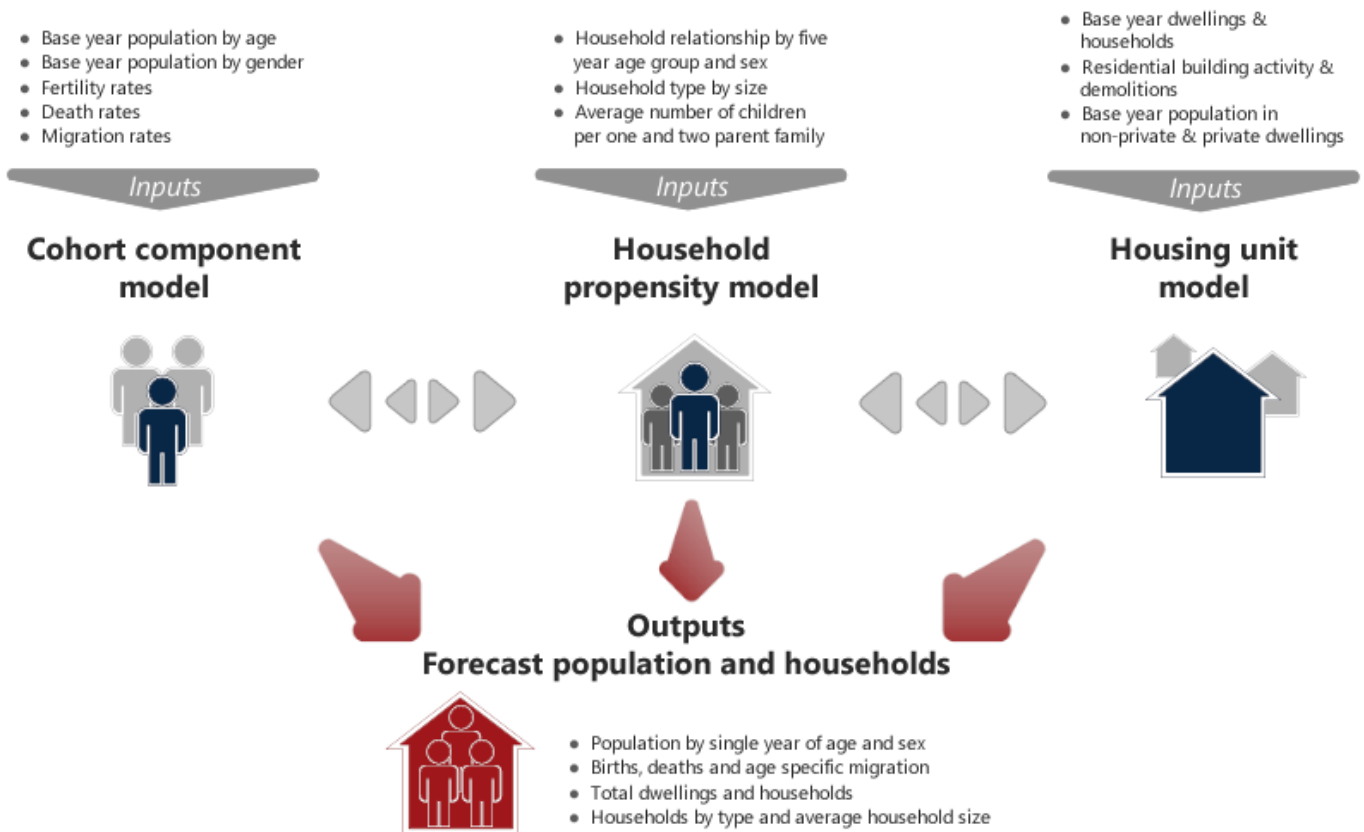 • Base year population by age
• Base year population by gender
• Fertility rates
• Death rates
• Migration rates
Inputs
Cohort component
model
• Household relationship by five
year age group and sex
• Household type by size
• Average number of children
per one and two parent family
Inputs
Household
propensity model
• Base year dwellings &
households
• Residential building activity &
demolitions
• Base year population in
non-private & private dwellings
Inputs
Housing unit
model
Outputs
Forecast population and households
• Population by single year of age and sex
• Births, deaths and age specific migration
• Total dwellings and households
• Households by type and average household size